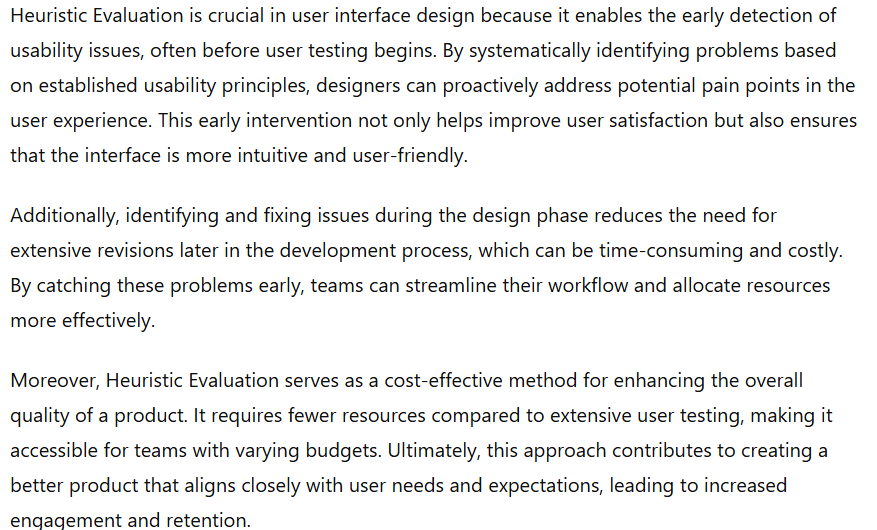 Heuristic Evaluation is crucial in user interface design because it enables the early detection of
usability issues, often before user testing begins. By systematically identifying problems based
on established usability principles, designers can proactively address potential pain points in the
user experience. This early intervention not only helps improve user satisfaction but also ensures
that the interface is more intuitive and user-friendly.
Additionally, identifying and fixing issues during the design phase reduces the need for
extensive revisions later in the development process, which can be time-consuming and costly.
By catching these problems early, teams can streamline their workflow and allocate resources
more effectively.
Moreover, Heuristic Evaluation serves as a cost-effective method for enhancing the overall
quality of a product. It requires fewer resources compared to extensive user testing, making it
accessible for teams with varying budgets. Ultimately, this approach contributes to creating a
better product that aligns closely with user needs and expectations, leading to increased
engagement and retention.